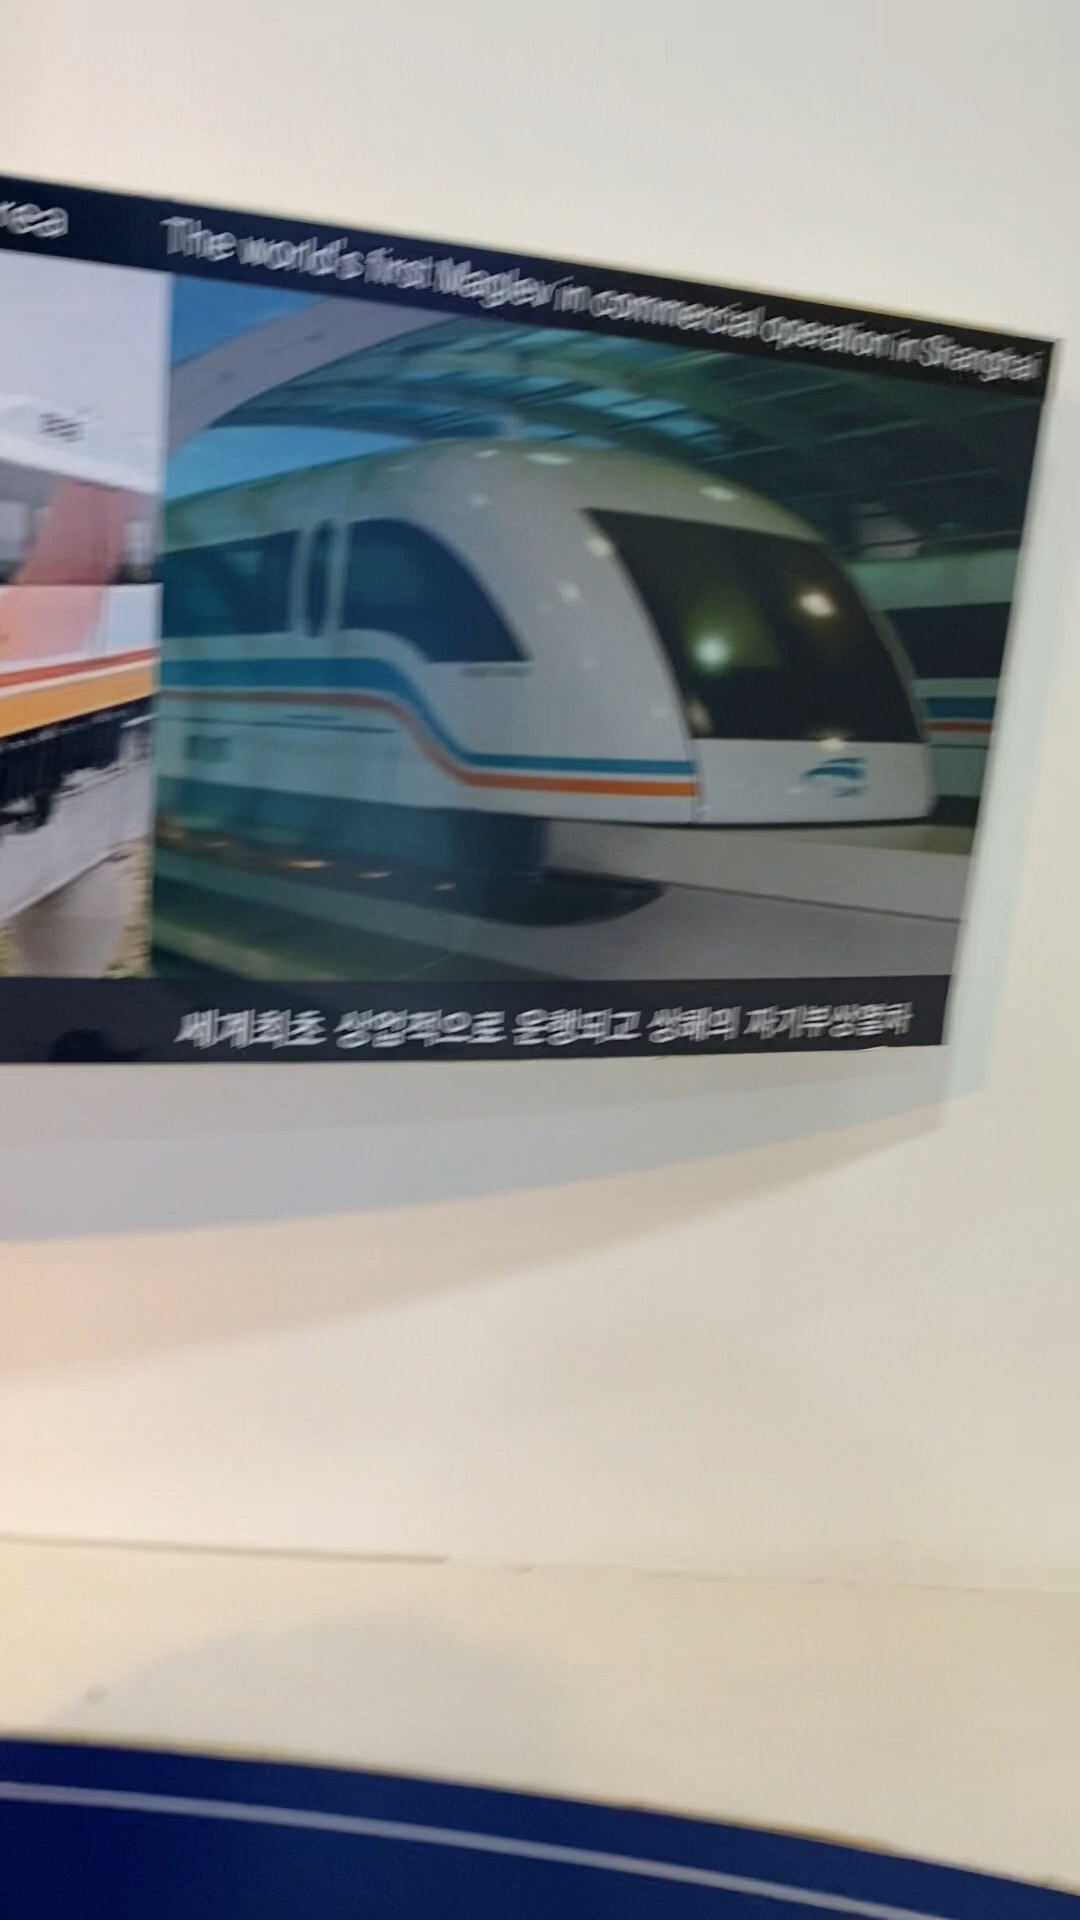 rea
The world's first Maglev in commercial operation in Shanghai
세계최초 상업적으로 운행되고 상해의 자기부상열차